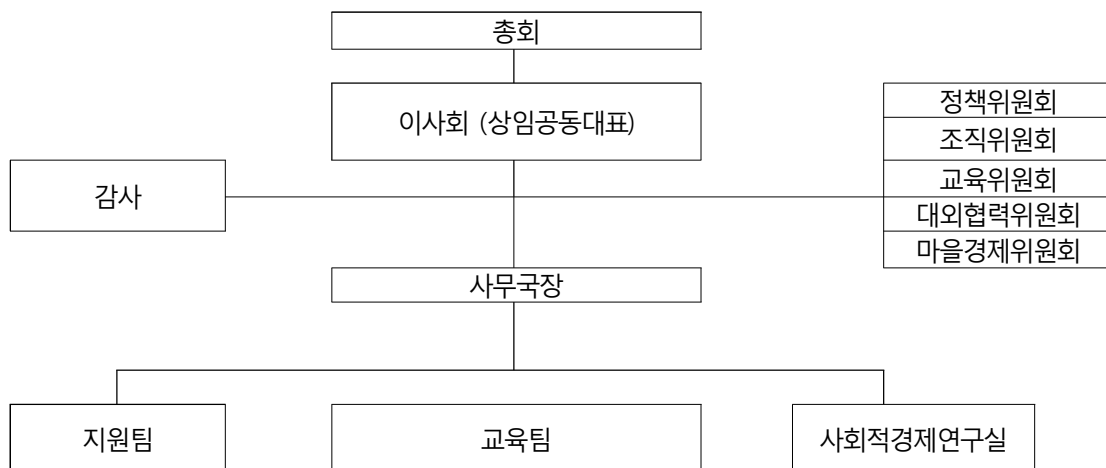 총회
이사회 (상임공동대표)
정책위원회
조직위원회
교육위원회
대외협력위원회
마을경제위원회
감사
사무국장
지원팀
교육팀
사회적경제연구실